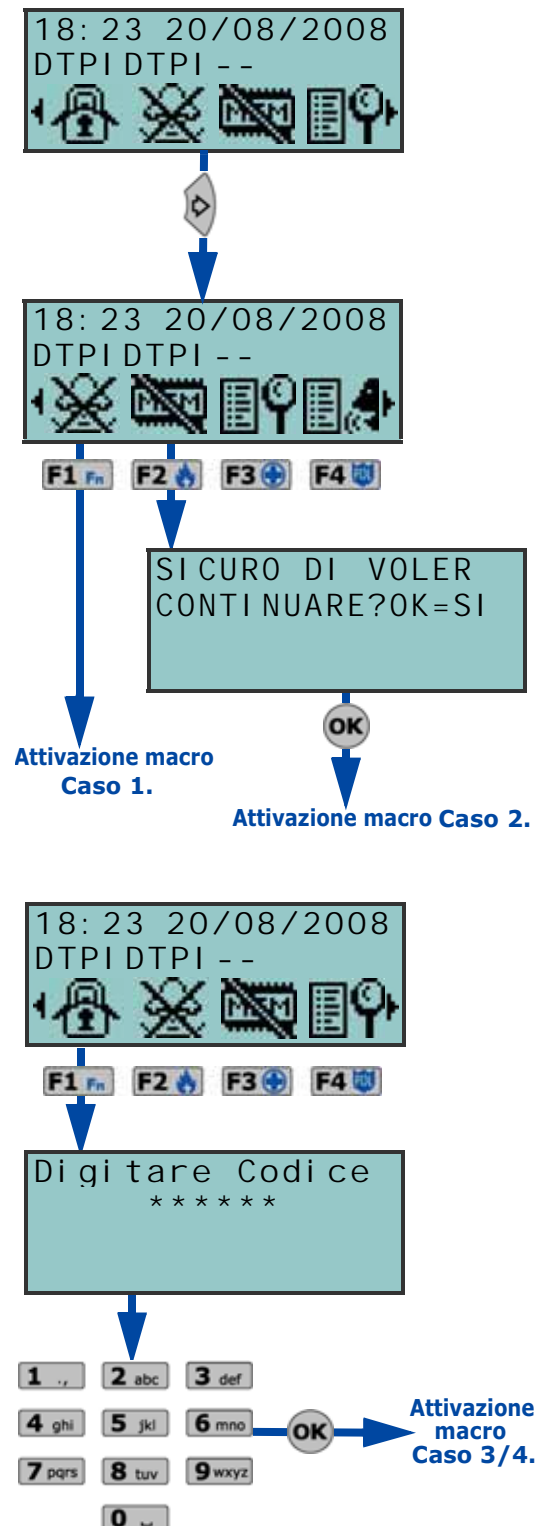 18:23 20/08/2008
DTPIDTPI--
MEM
18:23 20/08/2008
DTPIDTPI--
MEM
F1 Fn F2 F3 F4
SICURO DI VOLER
CONTINUARE?OK=SI
OK
Attivazione macro
Caso 1.
Attivazione macro Caso 2.
18:23 20/08/2008
DTPIDTPI--
MEM
F1 Fn F2 F3 F4
Digitare Codice
******
1 ., 2 abc 3 def
4 ghi 5 jkl 6 mno OK
7 pqrs 8 tuv 9 wxyz
0
Attivazione
macro
Caso 3/4.